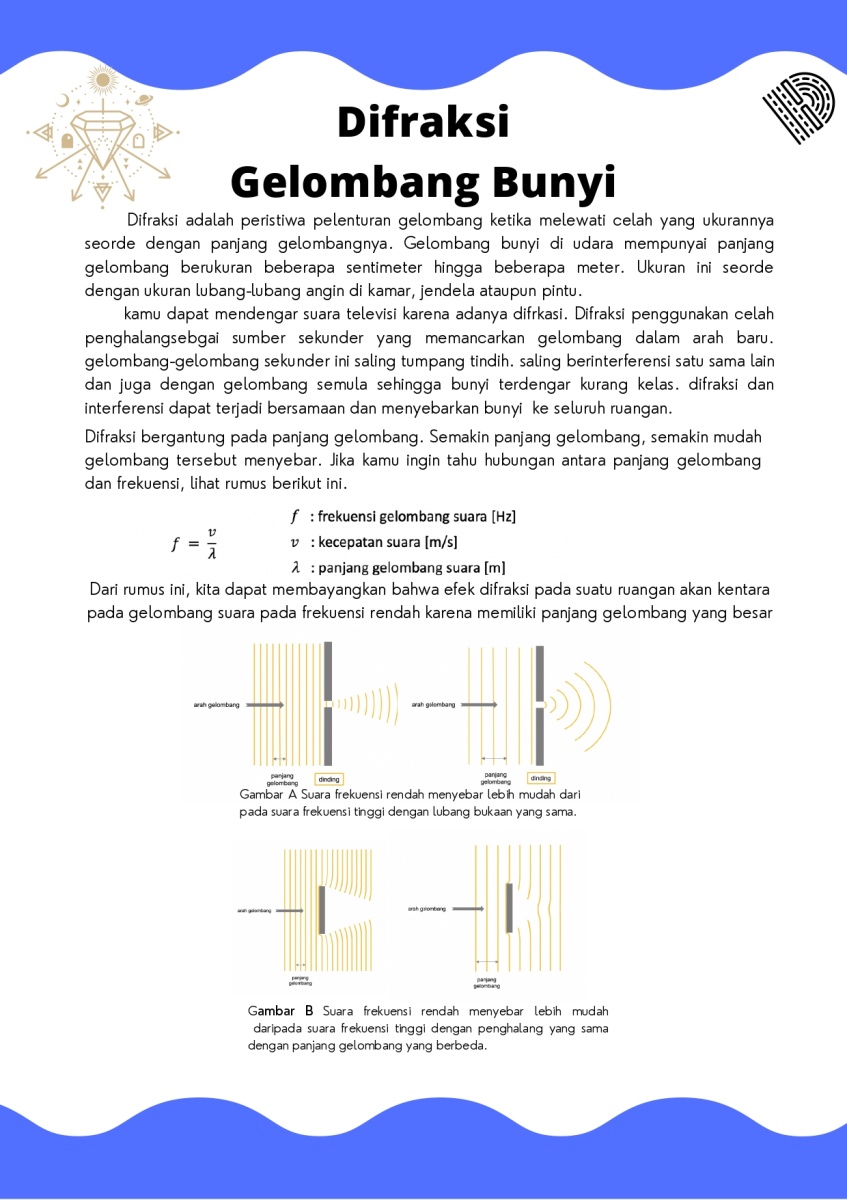 Difraksi
Gelombang Bunyi
Difraksi adalah peristiwa pelenturan gelombang ketika melewati celah yang ukurannya
seorde dengan panjang gelombangnya. Gelombang bunyi di udara mempunyai panjang
gelombang berukuran beberapa sentimeter hingga beberapa meter. Ukuran ini seorde
dengan ukuran lubang-lubang angin di kamar, jendela ataupun pintu.
kamu dapat mendengar suara televisi karena adanya difrkasi. Difraksi penggunakan celah
penghalangsebgai sumber sekunder yang memancarkan gelombang dalam arah baru.
gelombang-gelombang sekunder ini saling tumpang tindih. saling berinterferensi satu sama lain
dan juga dengan gelombang semula sehingga bunyi terdengar kurang kelas. difraksi dan
interferensi dapat terjadi bersamaan dan menyebarkan bunyi ke seluruh ruangan.
Difraksi bergantung pada panjang gelombang. Semakin panjang gelombang, semakin mudah
gelombang tersebut menyebar. Jika kamu ingin tahu hubungan antara panjang gelombang
dan frekuensi, lihat rumus berikut ini.
f = v/λ
f : frekuensi gelombang suara [Hz]
v : kecepatan suara [m/s]
λ : panjang gelombang suara [m]
Dari rumus ini, kita dapat membayangkan bahwa efek difraksi pada suatu ruangan akan kentara
pada gelombang suara pada frekuensi rendah karena memiliki panjang gelombang yang besar
arah gelombang
panjang
gelombang
dinding
arah gelombang
panjang
gelombang
dinding
Gambar A Suara frekuensi rendah menyebar lebih mudah dari
pada suara frekuensi tinggi dengan lubang bukaan yang sama.
arah gelombang
panjang
gelombang
arah gelombang
panjang
gelombang
Gambar B Suara frekuensi rendah menyebar lebih mudah
daripada suara frekuensi tinggi dengan penghalang yang sama
dengan panjang gelombang yang berbeda.